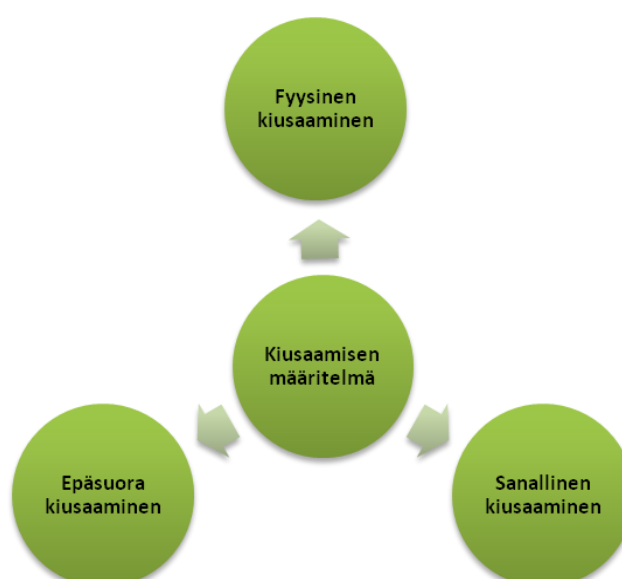 Fyysinen
kiusaaminen
Kiusaamisen
määritelmä
Epäsuora
kiusaaminen
Sanallinen
kiusaaminen